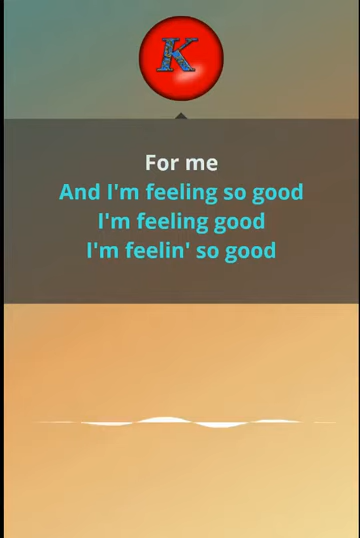 K
For me
And I'm feeling so good
I'm feeling good
I'm feelin' so good